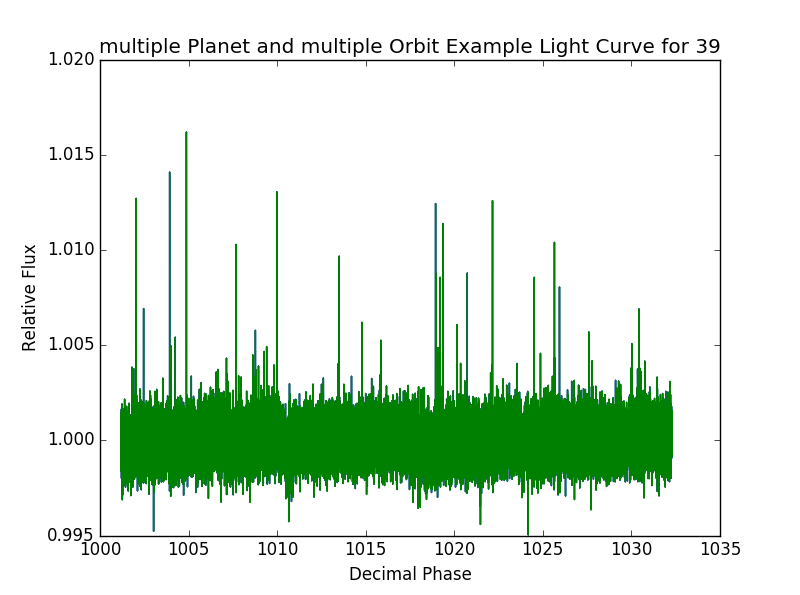 multiple Planet and multiple Orbit Example Light Curve for 39
1.020
1.015
1.010
1.005
1.000
0.995
Relative Flux
1000 1005 1010 1015 1020 1025 1030 1035
Decimal Phase